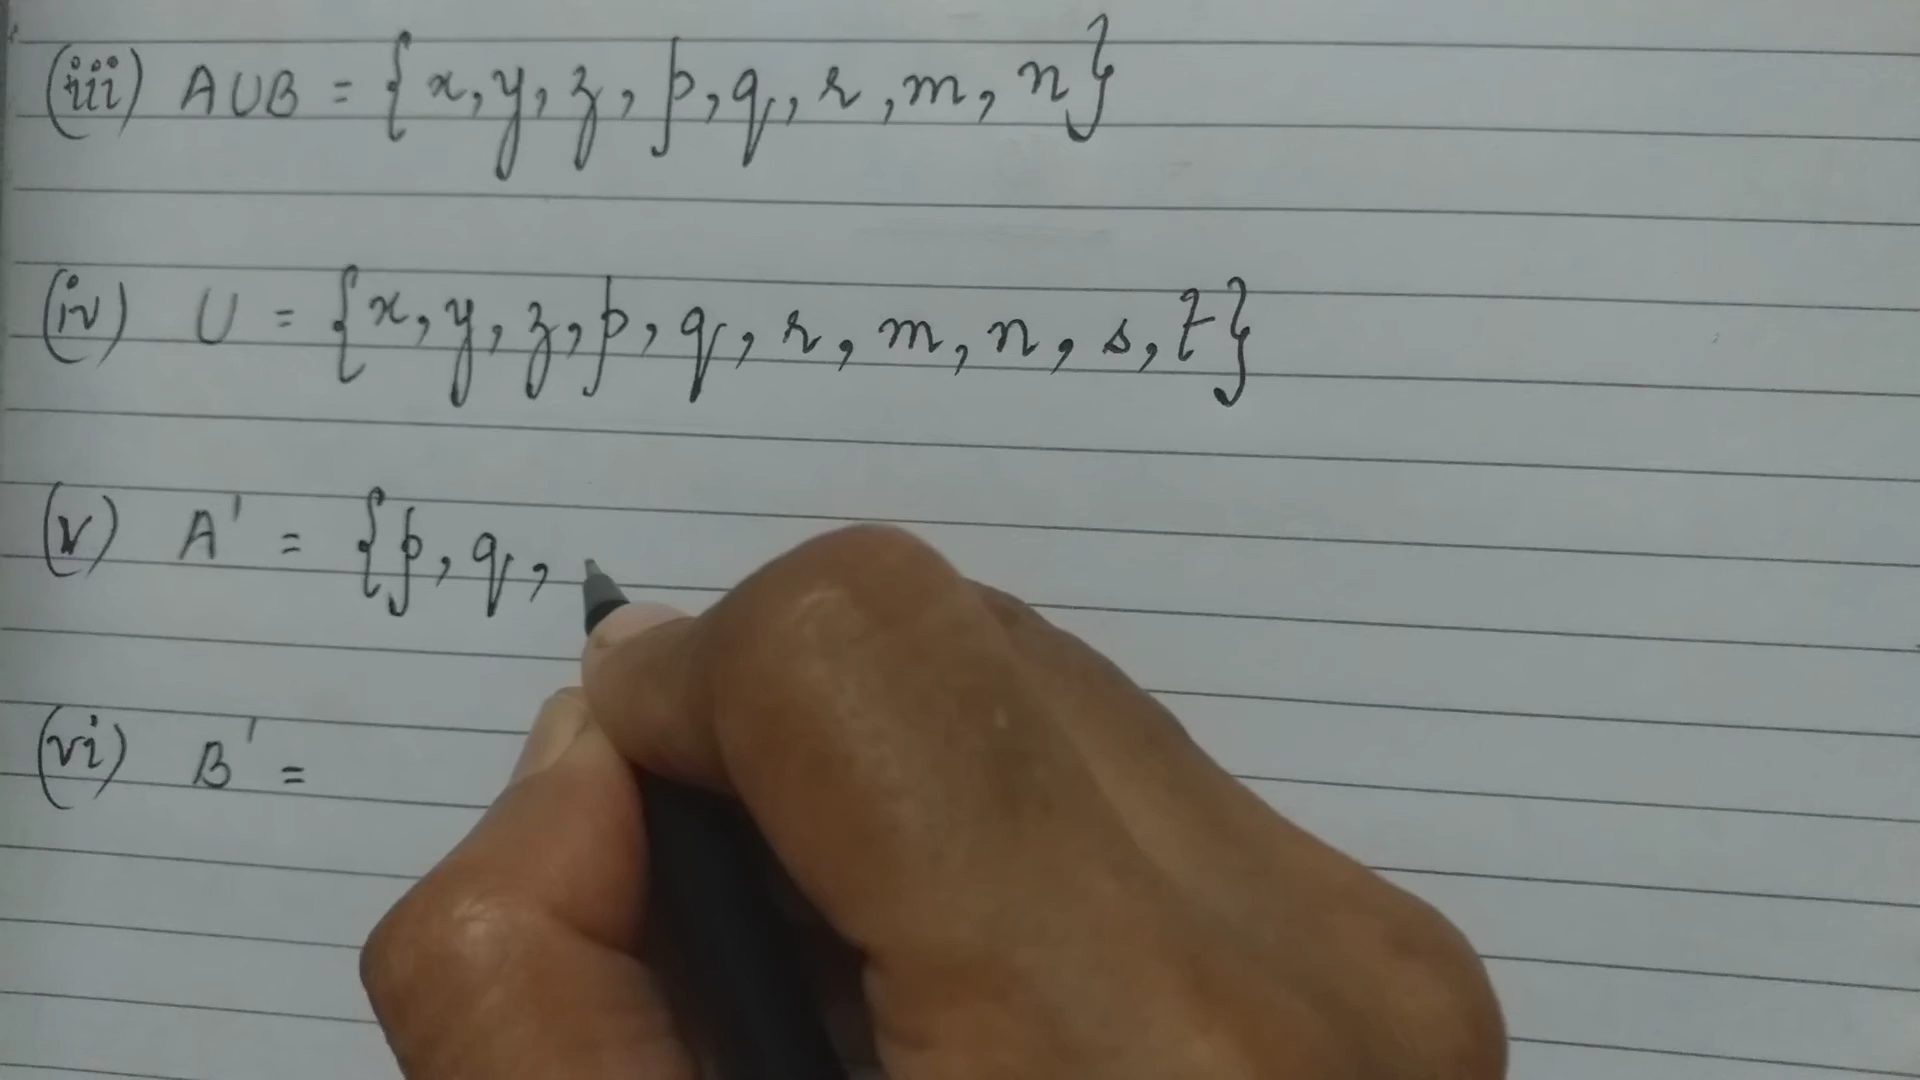 (iii) A∪B = {x, y, z, p, q, r, m, n}
(iv) U = {x, y, z, p, q, r, m, n, s, t}
(v) A' = {p, q,
(vi) B' =